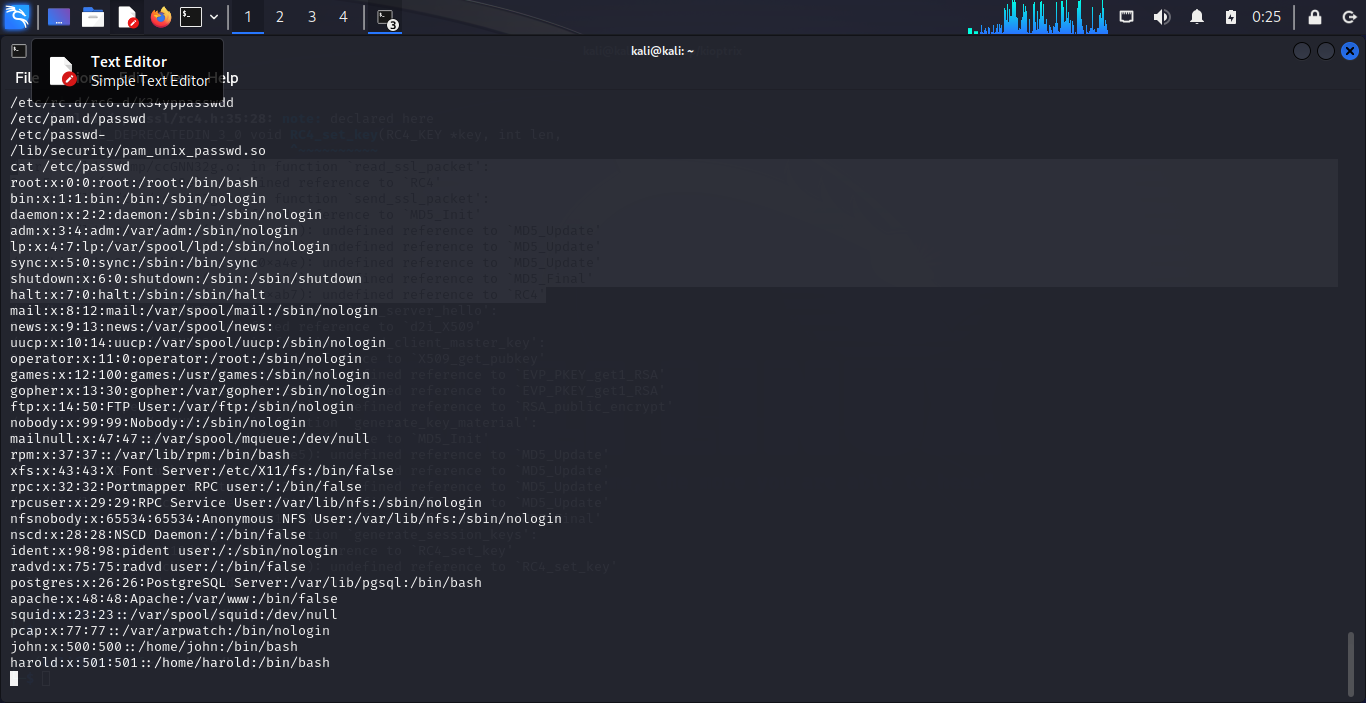 1 2 3 4 3 0:25
kali@kali: ~
Text Editor
Simple Text Editor
File Help
/etc/rc.d/rc6.d/K34yppasswdd
/etc/pam.d/passwd
/etc/passwd-
/lib/security/pam_unix_passwd.so
cat /etc/passwd
root:x:0:0:root:/root:/bin/bash
bin:x:1:1:bin:/bin:/sbin/nologin
daemon:x:2:2:daemon:/sbin:/sbin/nologin
adm:x:3:4:adm:/var/adm:/sbin/nologin
lp:x:4:7:lp:/var/spool/lpd:/sbin/nologin
sync:x:5:0:sync:/sbin:/bin/sync
shutdown:x:6:0:shutdown:/sbin:/sbin/shutdown
halt:x:7:0:halt:/sbin:/sbin/halt
mail:x:8:12:mail:/var/spool/mail:/sbin/nologin
news:x:9:13:news:/var/spool/news:
uucp:x:10:14:uucp:/var/spool/uucp:/sbin/nologin
operator:x:11:0:operator:/root:/sbin/nologin
games:x:12:100:games:/usr/games:/sbin/nologin
gopher:x:13:30:gopher:/var/gopher:/sbin/nologin
ftp:x:14:50:FTP User:/var/ftp:/sbin/nologin
nobody:x:99:99:Nobody:/:/sbin/nologin
mailnull:x:47:47::/var/spool/mqueue:/dev/null
rpm:x:37:37::/var/lib/rpm:/bin/bash
xfs:x:43:43:X Font Server:/etc/X11/fs:/bin/false
rpc:x:32:32:Portmapper RPC user:/:/bin/false
rpcuser:x:29:29:RPC Service User:/var/lib/nfs:/sbin/nologin
nfsnobody:x:65534:65534:Anonymous NFS User:/var/lib/nfs:/sbin/nologin
nscd:x:28:28:NSCD Daemon:/:/bin/false
ident:x:98:98:pident user:/:/sbin/nologin
radvd:x:75:75:radvd user:/:/bin/false
postgres:x:26:26:PostgreSQL Server:/var/lib/pgsql:/bin/bash
apache:x:48:48:Apache:/var/www:/bin/false
squid:x:23:23::/var/spool/squid:/dev/null
pcap:x:77:77::/var/arpwatch:/bin/nologin
john:x:500:500::/home/john:/bin/bash
harold:x:501:501::/home/harold:/bin/bash